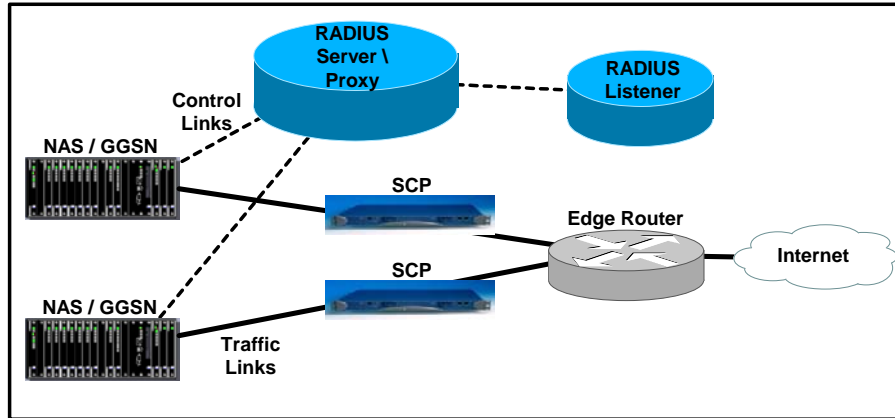 RADIUS
Server \
Proxy
RADIUS
Listener
Control
Links
NAS / GGSN
SCP
Edge Router
Internet
SCP
NAS / GGSN
Traffic
Links